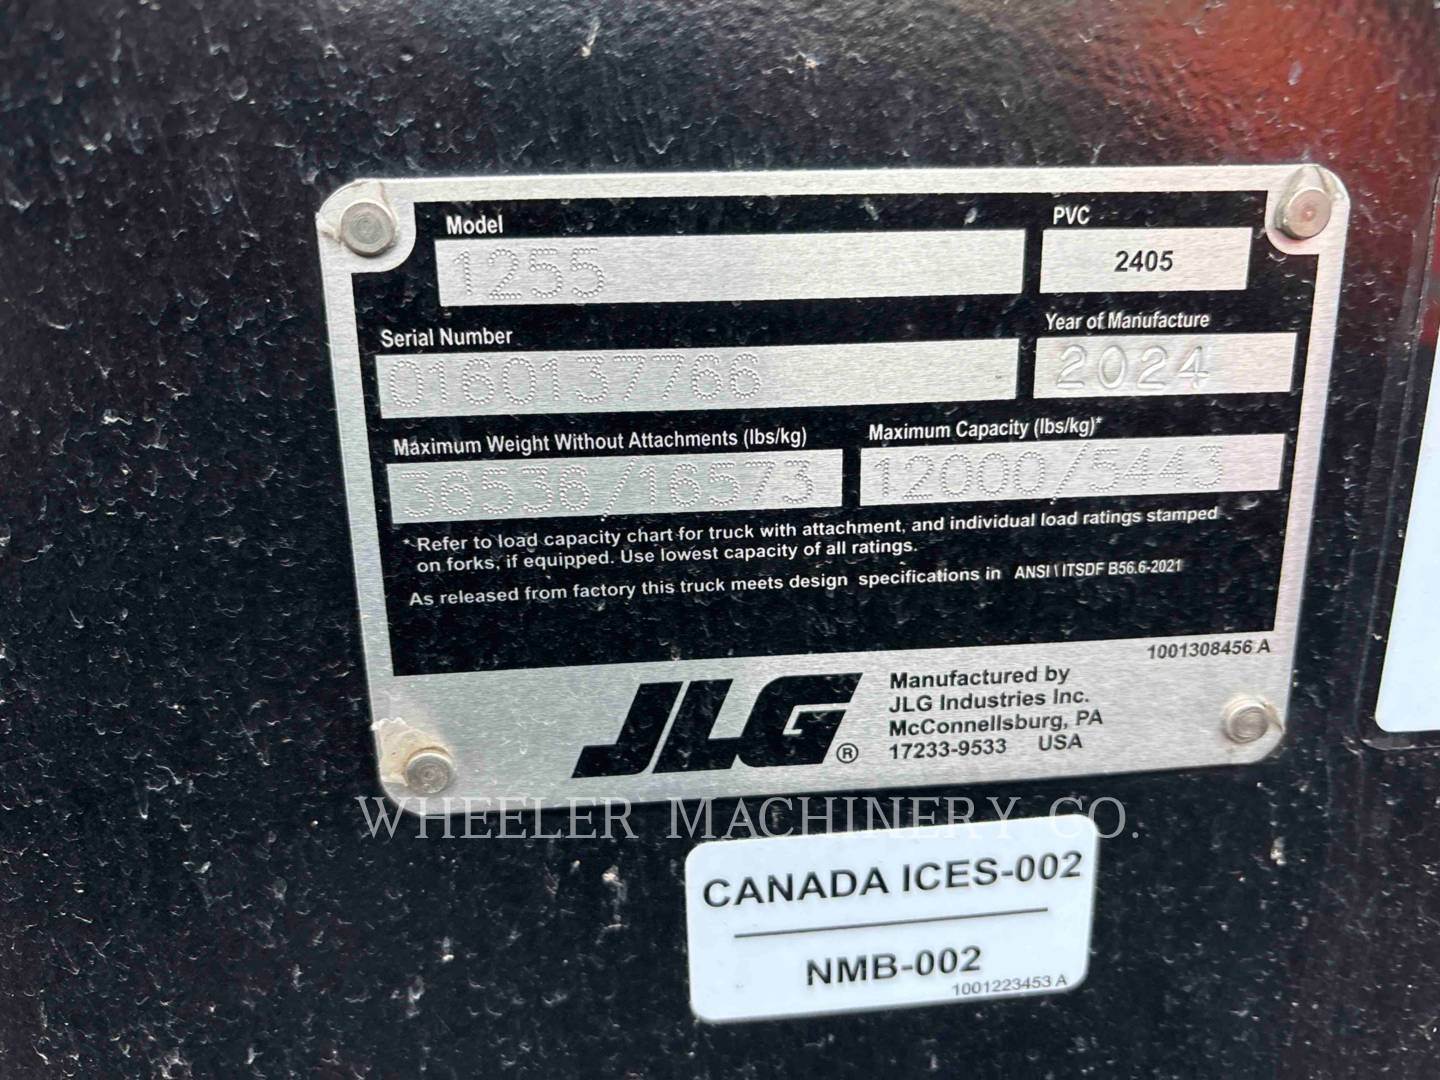 Model
1255
PVC
2405
Serial Number
0160137766
Year of Manufacture
2024
Maximum Weight Without Attachments (lbs/kg)
36536/16573
Maximum Capacity (lbs/kg)*
12000/5443
* Refer to load capacity chart for truck with attachment, and individual load ratings stamped
on forks, if equipped. Use lowest capacity of all ratings.
As released from factory this truck meets design specifications in ANSI \ ITSDF B56.6-2021
1001308456 A
JLG®
Manufactured by
JLG Industries Inc.
McConnellsburg, PA
17233-9533 USA
WHEELER MACHINERY CO.
CANADA ICES-002
NMB-002
1001223453 A